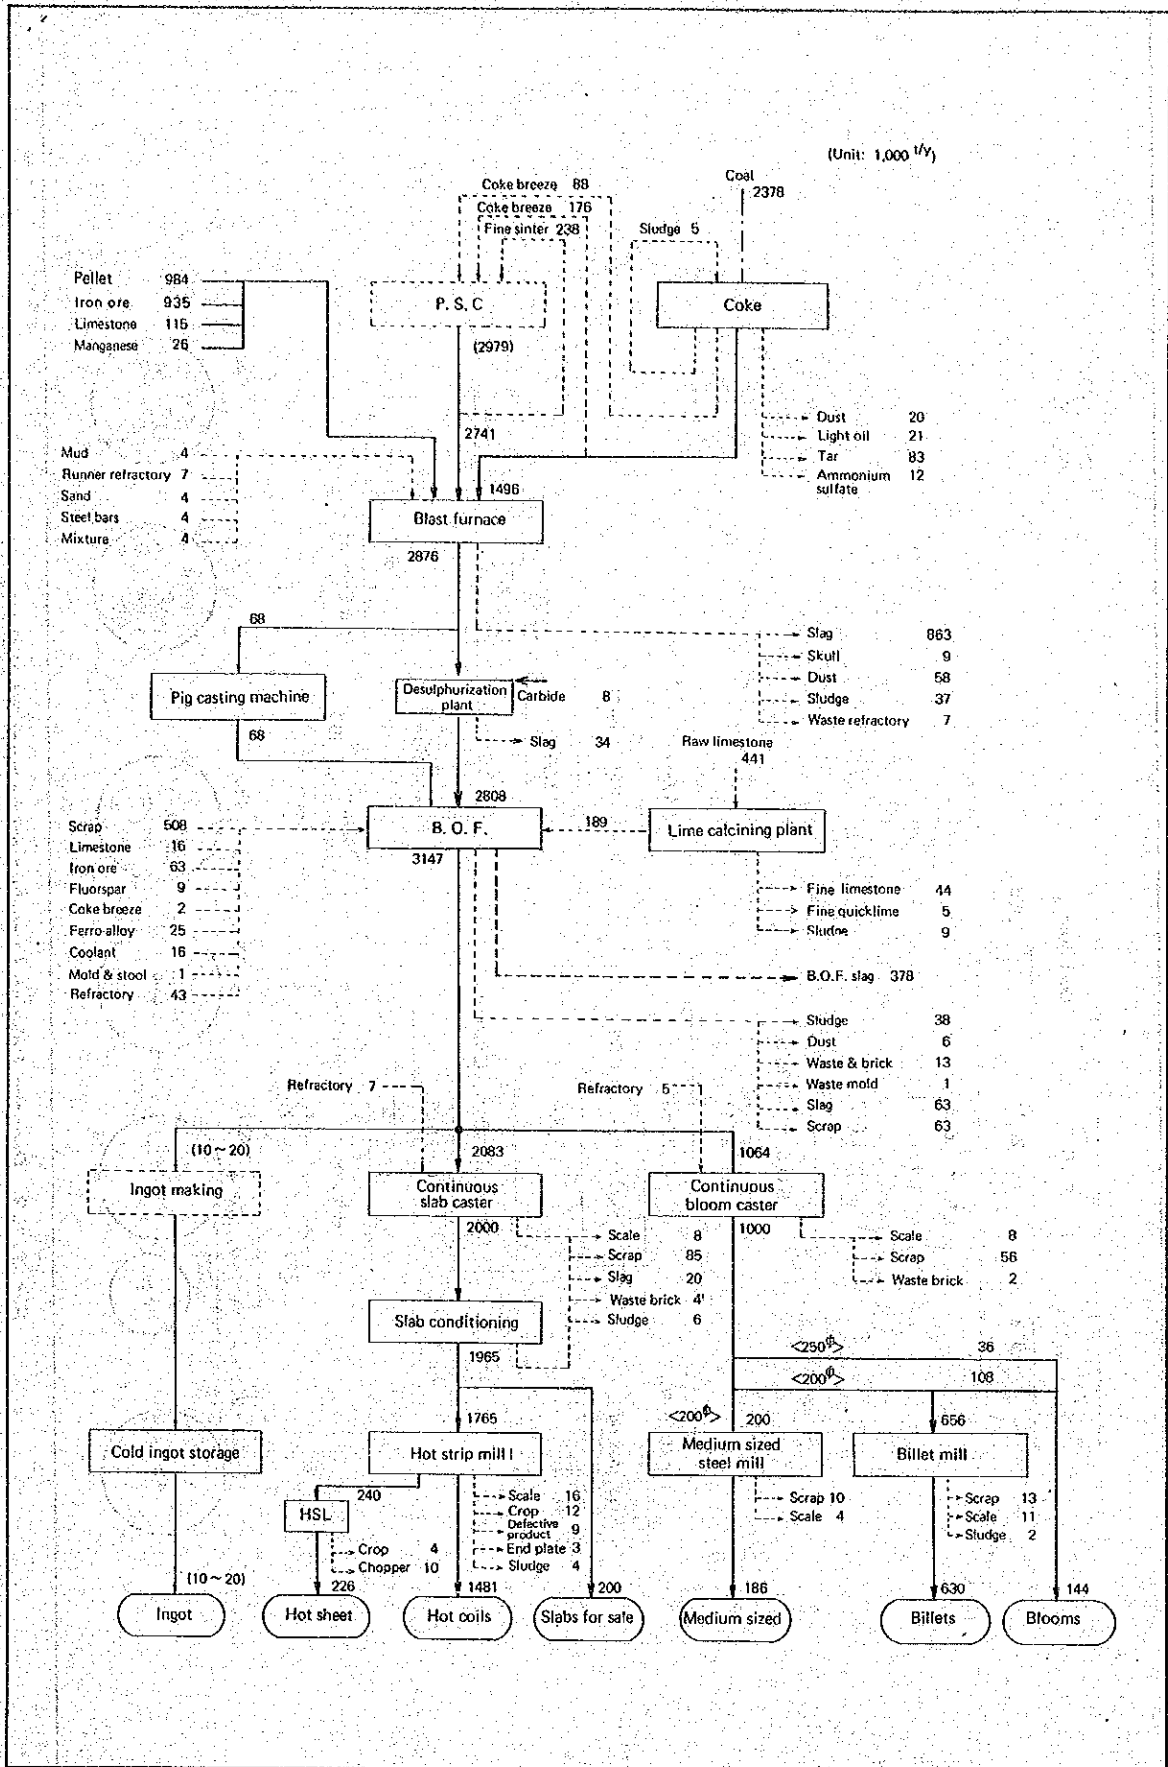 (Unit: 1,000 t/y)
Coke breeze 88
Coke breeze 176
Fine sinter 238
Coal
2378
Sludge 5
Pellet 984
Iron ore 935
Limestone 115
Manganese 26
P. S. C
(2979)
Coke
2741
Dust 20
Light oil 21
Tar 83
Ammonium sulfate 12
Mud 4
Runner refractory 7
Sand 4
Steel bars 4
Mixture 4
1496
Blast furnace
2876
68
Slag 863
Skull 9
Dust 58
Sludge 37
Waste refractory 7
Pig casting machine
68
Desulphurization plant
Carbide 8
Slag 34
Raw limestone
441
2808
B. O. F.
3147
189
Lime calcining plant
Scrap 508
Limestone 16
Iron ore 63
Fluorspar 9
Coke breeze 2
Ferro-alloy 25
Coolant 16
Mold & stool 1
Refractory 43
Fine limestone 44
Fine quicklime 5
Sludne 9
B.O.F. slag 378
Sludge 38
Dust 6
Waste & brick 13
Waste mold 1
Slag 63
Scrap 63
Refractory 7
Refractory 5
(10~20)
2083
1064
Ingot making
Continuous slab caster
2000
Continuous bloom caster
1000
Scale 8
Scrap 85
Slag 20
Waste brick 4
Sludge 6
Scale 8
Scrap 56
Waste brick 2
Slab conditioning
1965
<250φ> 36
<200φ> 108
1765
<200φ> 200
656
Cold ingot storage
Hot strip mill I
Medium sized steel mill
Billet mill
240
HSL
Crop 4
Chopper 10
Scale 16
Crop 12
Defective product 9
End plate 3
Sludge 4
Scrap 10
Scale 4
Scrap 13
Scale 11
Sludge 2
(10~20)
226
1481
200
186
630
144
Ingot
Hot sheet
Hot coils
Slabs for sale
Medium sized
Billets
Blooms